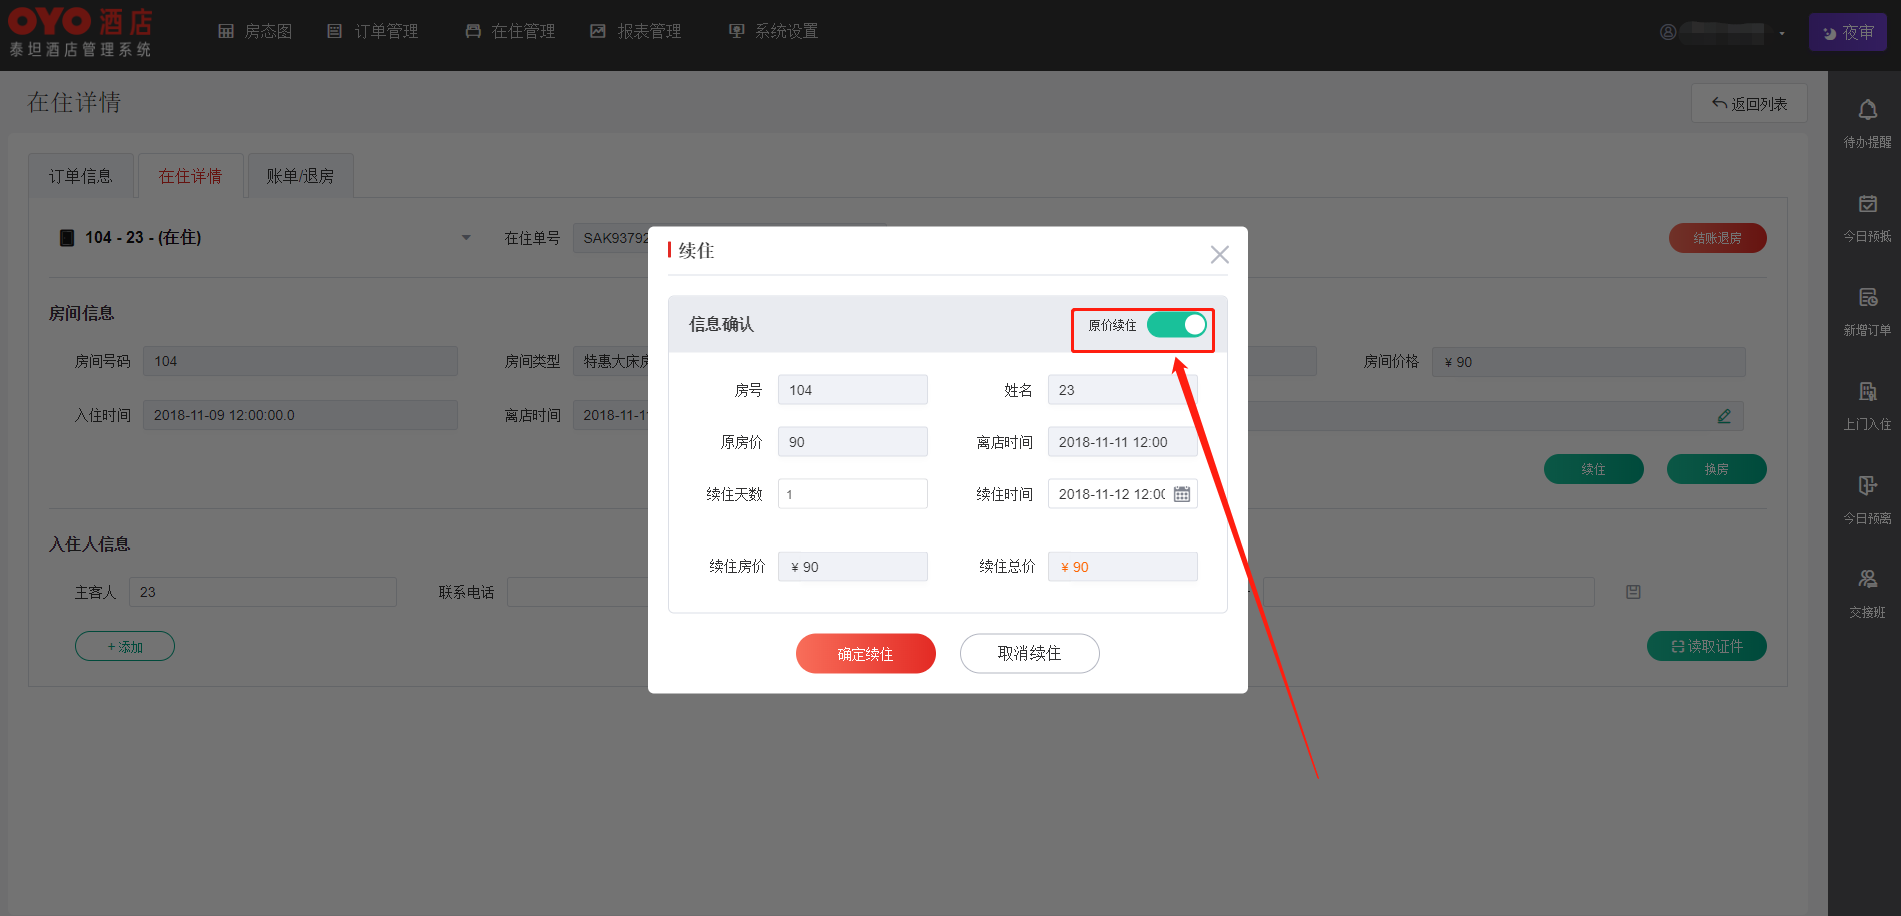 OYO 酒店
泰坦酒店管理系统
房态图
订单管理
在住管理
报表管理
系统设置
夜审
在住详情
返回列表
订单信息
在住详情
账单/退房
104 - 23 - (在住)
在住单号
SAK93792
结账退房
房间信息
房间号码
104
房间类型
特惠大床房
房间价格
¥ 90
入住时间
2018-11-09 12:00:00.0
离店时间
2018-11-11
续住
换房
入住人信息
主客人
23
联系电话
+添加
读取证件
续住
信息确认
原价续住
房号
104
姓名
23
原房价
90
离店时间
2018-11-11 12:00
续住天数
1
续住时间
2018-11-12 12:00
续住房价
¥ 90
续住总价
¥ 90
确定续住
取消续住
待办提醒
今日预抵
新增订单
上门入住
今日预离
交接班